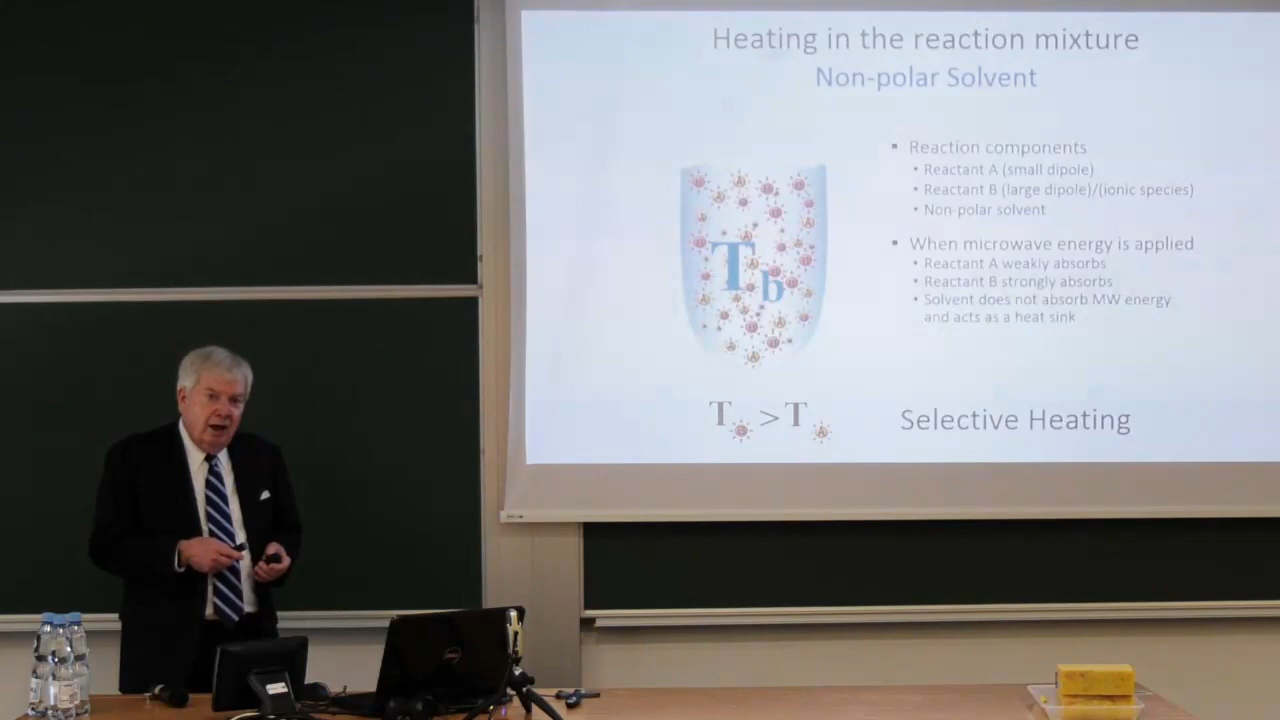 Heating in the reaction mixture
Non-polar Solvent
▪ Reaction components
• Reactant A (small dipole)
• Reactant B (large dipole)/(ionic species)
• Non-polar solvent
▪ When microwave energy is applied
• Reactant A weakly absorbs
• Reactant B strongly absorbs
• Solvent does not absorb MW energy
and acts as a heat sink
Tb
T > T
Selective Heating
DELL